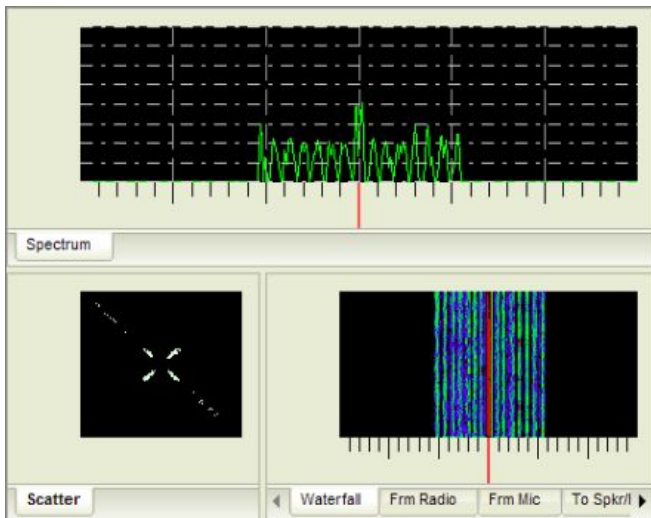 Spectrum
Scatter
Waterfall
Frm Radio
Frm Mic
To Spkr/